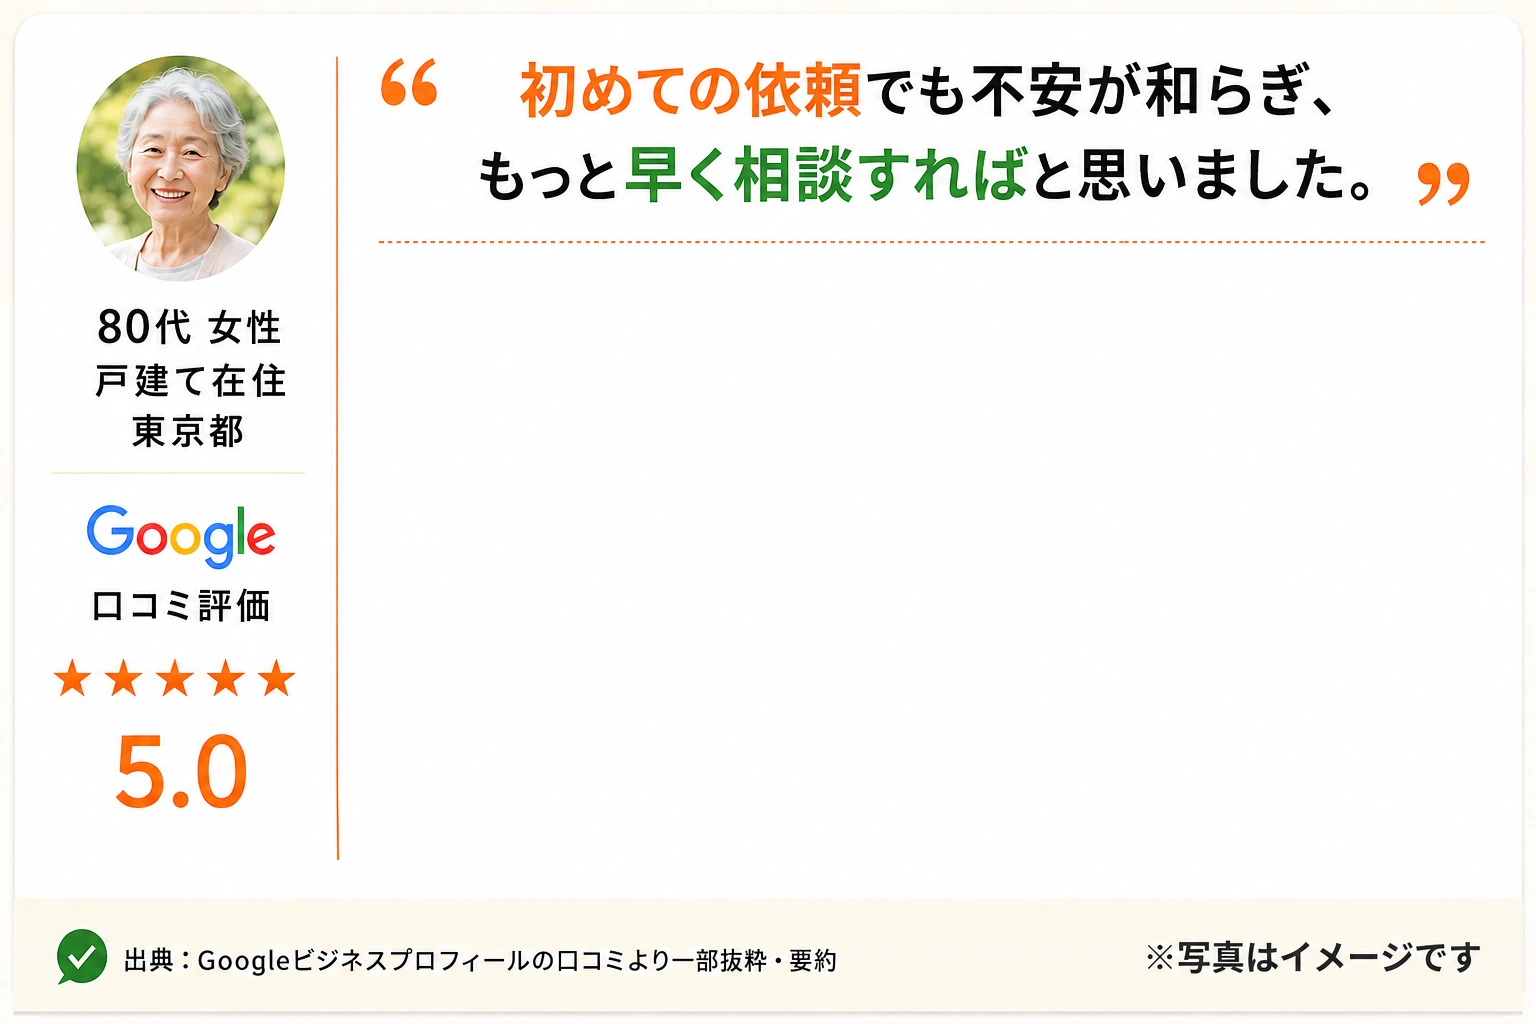 80代 女性
戸建て在住
東京都
Google
口コミ評価
★★★★★
5.0
“初めての依頼でも不安が和らぎ、
もっと早く相談すればと思いました。”
出典：Googleビジネスプロフィールの口コミより一部抜粋・要約
※写真はイメージです